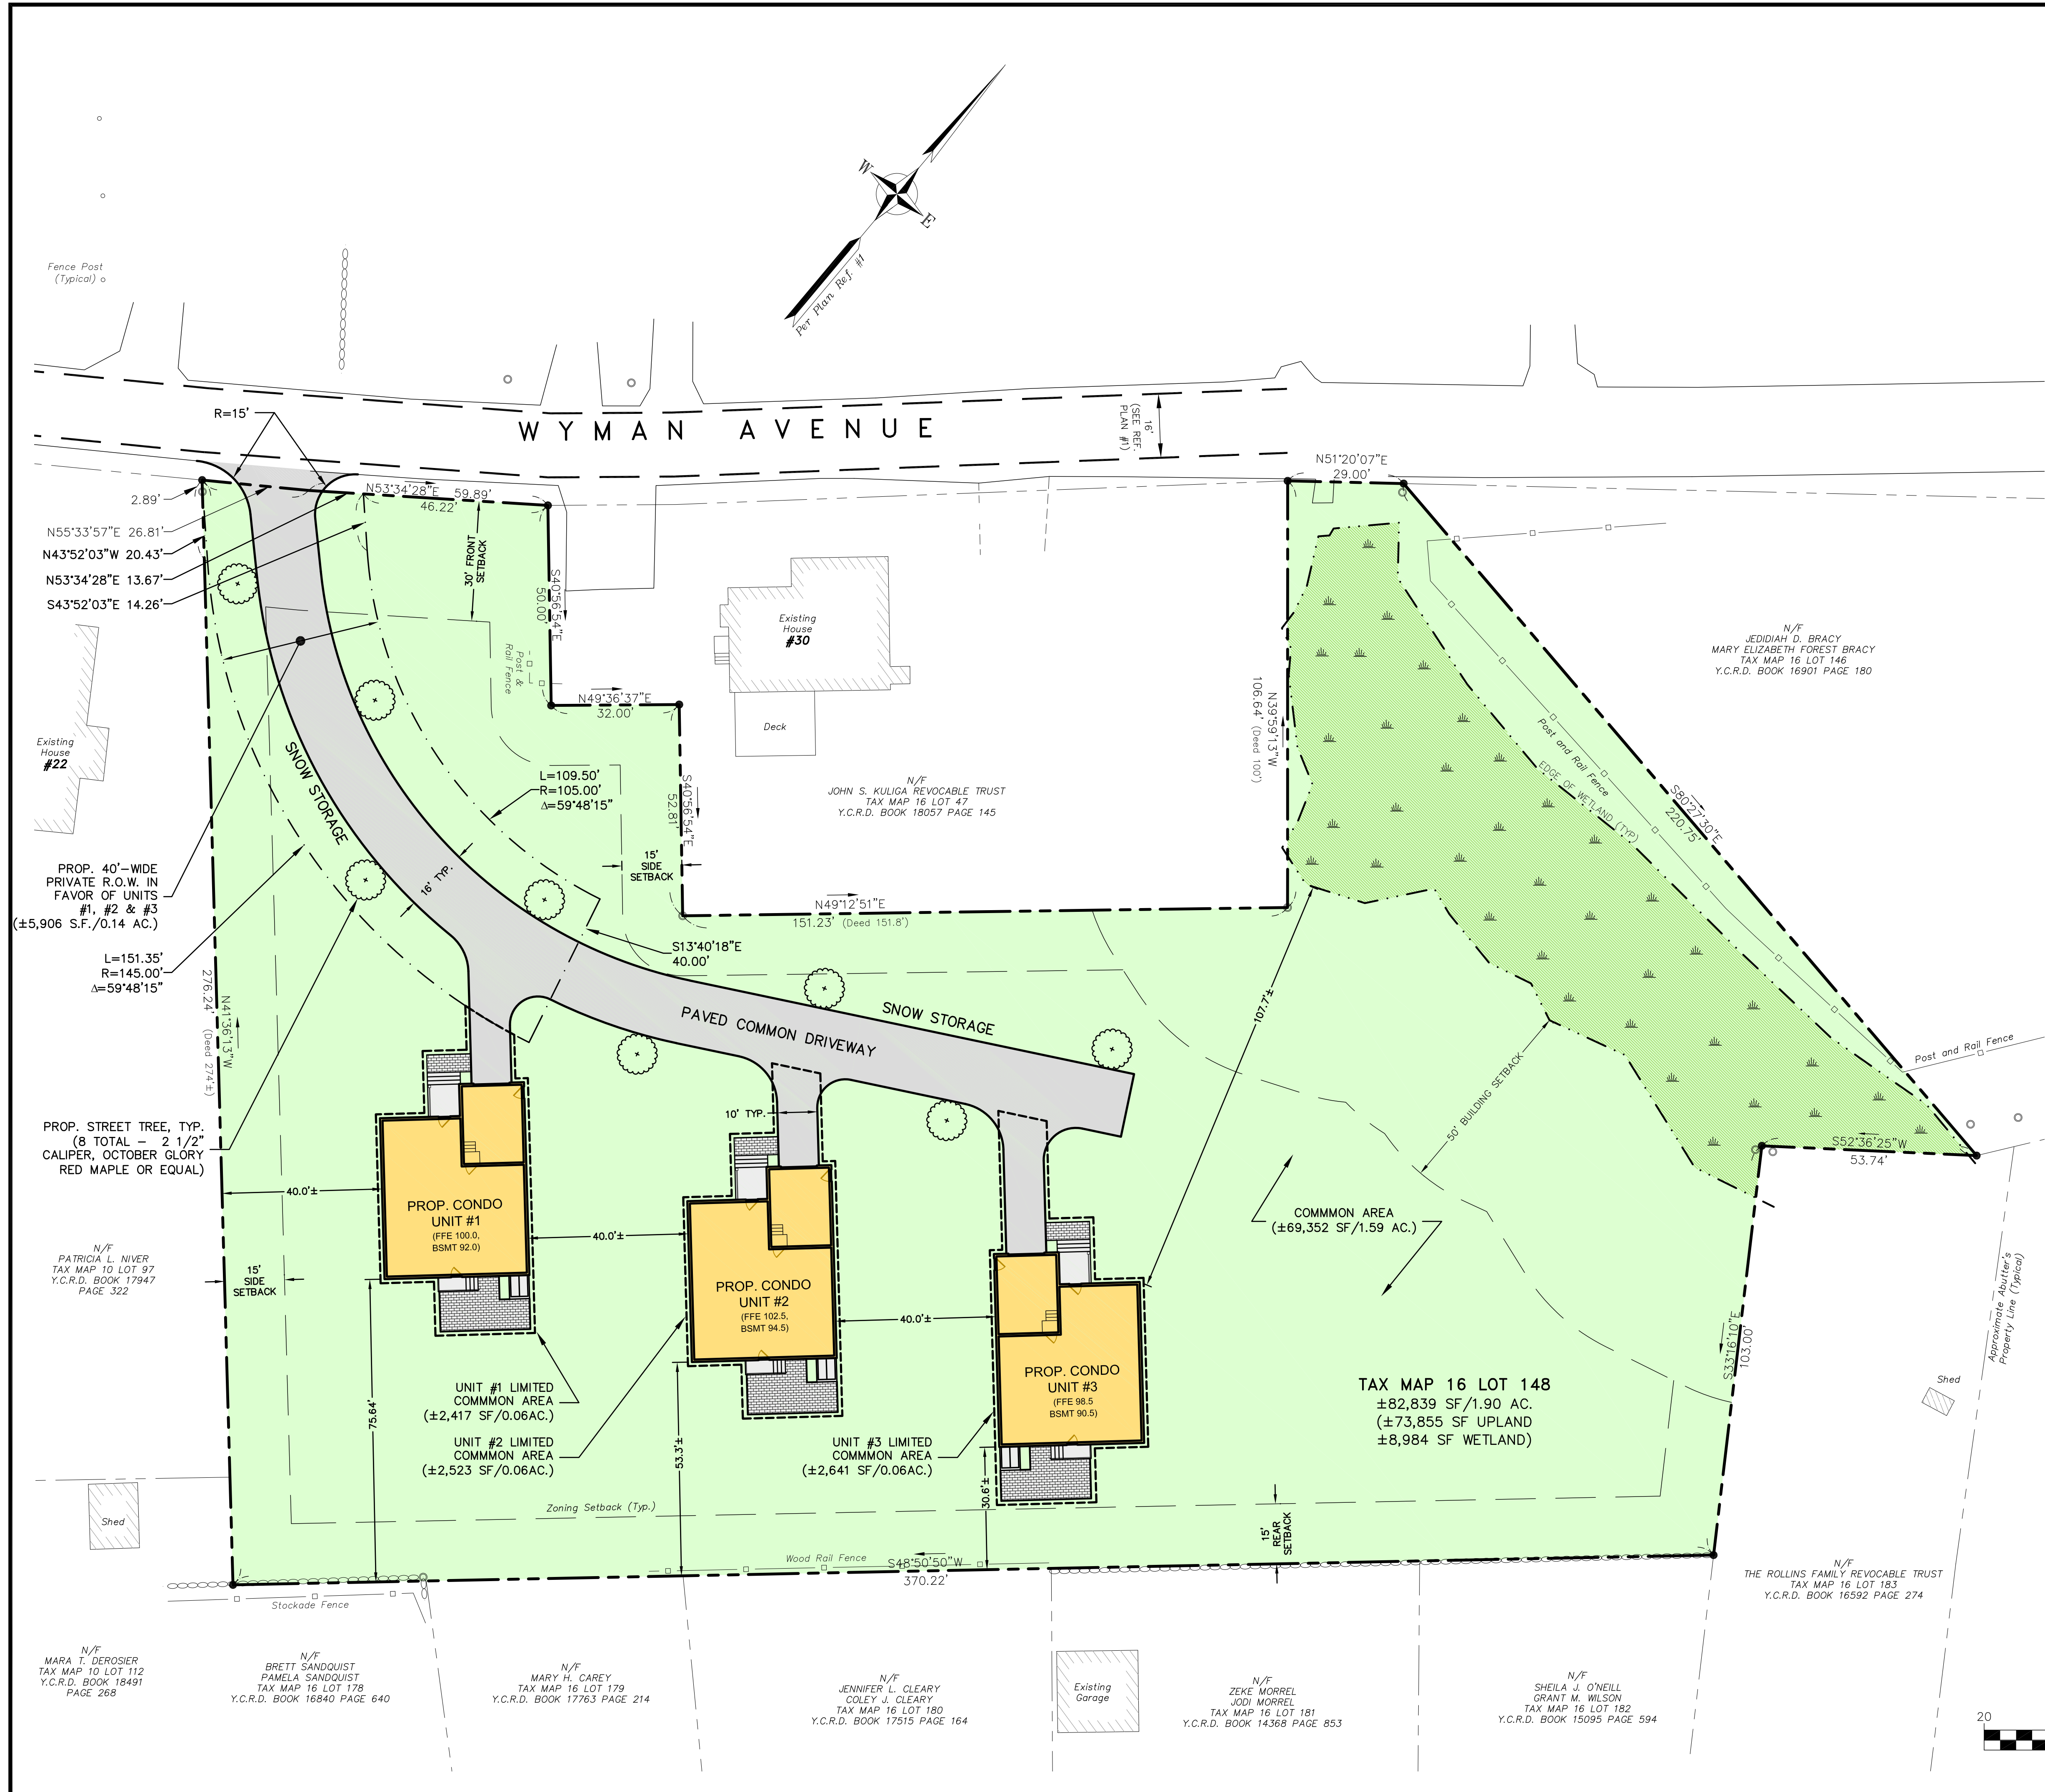 W
E
Per Plan Ref. #1
Fence Post
(Typical)
R=15'
WYMAN AVENUE
16'
(SEE REF.
PLAN #1)
N51°20'07"E
29.00'
2.89'
N55°33'57"E 26.81'
N43°52'03"W 20.43'
N53°34'28"E 13.67'
S43°52'03"E 14.26'
N53°34'28"E 59.89'
46.22'
30' FRONT
SETBACK
S40°56'54"E
50.00'
Post &
Rail Fence
N49°36'37"E
32.00'
Existing
House
#30
Deck
Existing
House
#22
N/F
JEDIDIAH D. BRACY
MARY ELIZABETH FOREST BRACY
TAX MAP 16 LOT 146
Y.C.R.D. BOOK 16901 PAGE 180
N39°59'13"W
106.64' (Deed 100')
Post and Rail Fence
EDGE OF WETLAND (TYP)
S80°27'30"E
220.75'
SNOW STORAGE
L=109.50'
R=105.00'
Δ=59°48'15"
S40°56'54"E
52.81'
N/F
JOHN S. KULIGA REVOCABLE TRUST
TAX MAP 16 LOT 47
Y.C.R.D. BOOK 18057 PAGE 145
15'
SIDE
SETBACK
16' TYP.
PROP. 40'-WIDE
PRIVATE R.O.W. IN
FAVOR OF UNITS
#1, #2 & #3
(±5,906 S.F./0.14 AC.)
N49°12'51"E
151.23' (Deed 151.8')
L=151.35'
R=145.00'
Δ=59°48'15"
S13°40'18"E
40.00'
N41°36'13"W
276.24' (Deed 274'±)
SNOW STORAGE
PAVED COMMON DRIVEWAY
107.7'±
50' BUILDING SETBACK
Post and Rail Fence
PROP. STREET TREE, TYP.
(8 TOTAL - 2 1/2"
CALIPER, OCTOBER GLORY
RED MAPLE OR EQUAL)
10' TYP.
S52°36'25"W
53.74'
40.0'±
PROP. CONDO
UNIT #1
(FFE 100.0,
BSMT 92.0)
40.0'±
COMMMON AREA
(±69,352 SF/1.59 AC.)
N/F
PATRICIA L. NIVER
TAX MAP 10 LOT 97
Y.C.R.D. BOOK 17947
PAGE 322
15'
SIDE
SETBACK
PROP. CONDO
UNIT #2
(FFE 102.5,
BSMT 94.5)
40.0'±
PROP. CONDO
UNIT #3
(FFE 98.5
BSMT 90.5)
S33°16'10"E
103.00'
Approximate Abutter's
Property Line (Typical)
Shed
TAX MAP 16 LOT 148
±82,839 SF/1.90 AC.
(±73,855 SF UPLAND
±8,984 SF WETLAND)
75.64'
53.3'±
30.6'±
UNIT #1 LIMITED
COMMMON AREA
(±2,417 SF/0.06AC.)
UNIT #2 LIMITED
COMMMON AREA
(±2,523 SF/0.06AC.)
UNIT #3 LIMITED
COMMMON AREA
(±2,641 SF/0.06AC.)
Zoning Setback (Typ.)
15'
REAR
SETBACK
Shed
Wood Rail Fence
S48°50'50"W
370.22'
Stockade Fence
N/F
THE ROLLINS FAMILY REVOCABLE TRUST
TAX MAP 16 LOT 183
Y.C.R.D. BOOK 16592 PAGE 274
N/F
MARA T. DEROSIER
TAX MAP 10 LOT 112
Y.C.R.D. BOOK 18491
PAGE 268
N/F
BRETT SANDQUIST
PAMELA SANDQUIST
TAX MAP 16 LOT 178
Y.C.R.D. BOOK 16840 PAGE 640
N/F
MARY H. CAREY
TAX MAP 16 LOT 179
Y.C.R.D. BOOK 17763 PAGE 214
N/F
JENNIFER L. CLEARY
COLEY J. CLEARY
TAX MAP 16 LOT 180
Y.C.R.D. BOOK 17515 PAGE 164
Existing
Garage
N/F
ZEKE MORREL
JODI MORREL
TAX MAP 16 LOT 181
Y.C.R.D. BOOK 14368 PAGE 853
N/F
SHEILA J. O'NEILL
GRANT M. WILSON
TAX MAP 16 LOT 182
Y.C.R.D. BOOK 15095 PAGE 594
20